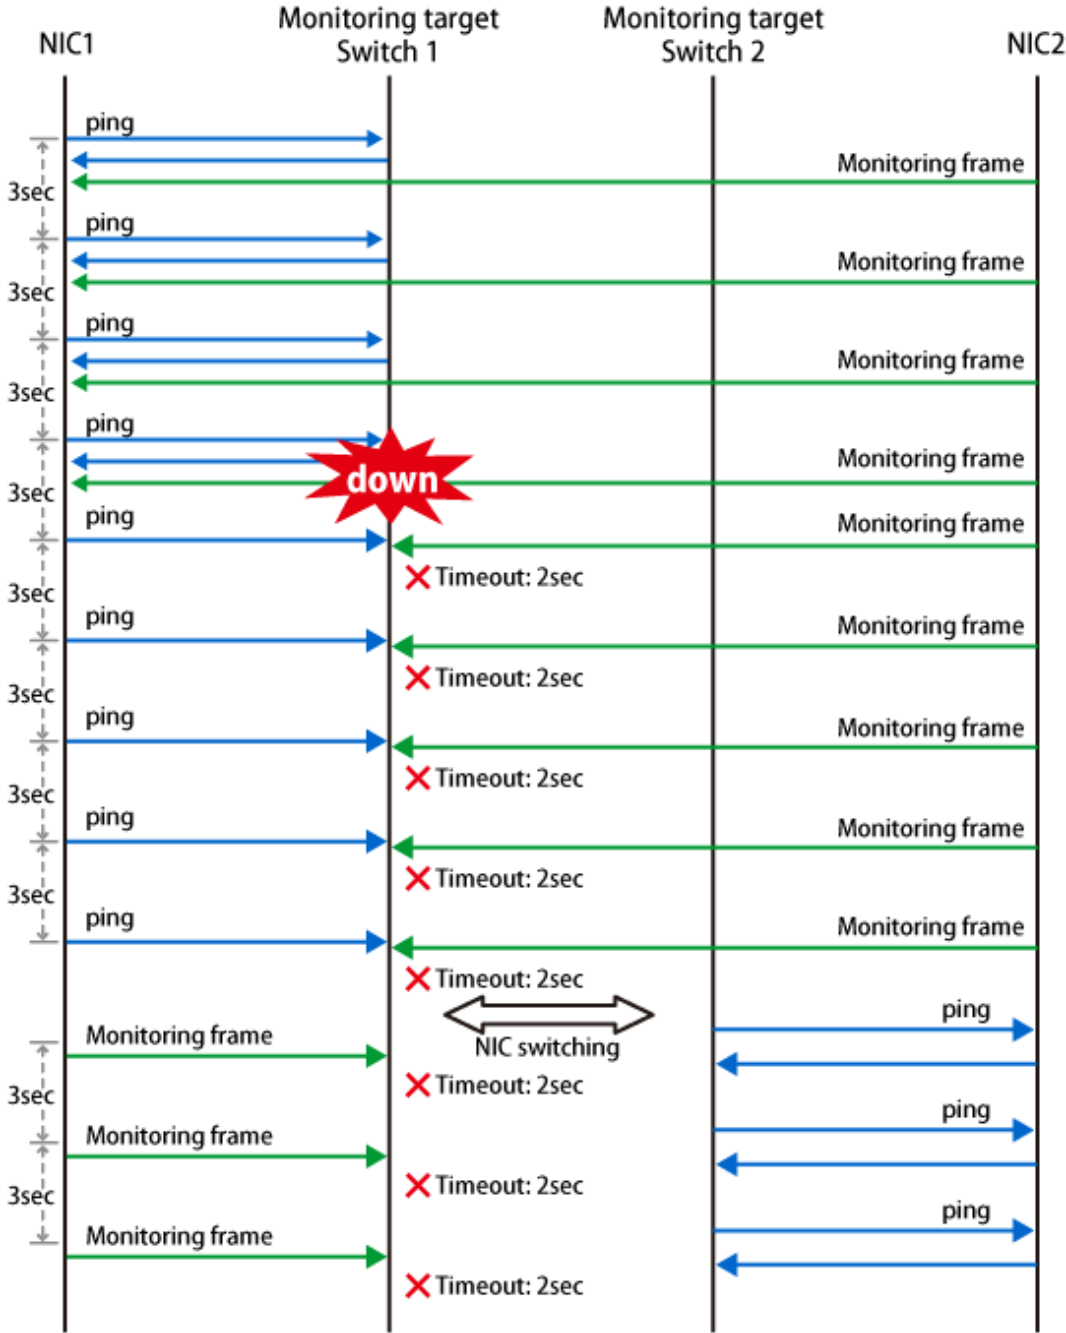 NIC1
Monitoring target
Switch 1
Monitoring target
Switch 2
NIC2
ping
Monitoring frame
3sec
ping
Monitoring frame
3sec
ping
Monitoring frame
3sec
ping
Monitoring frame
down
3sec
ping
Monitoring frame
Timeout: 2sec
3sec
ping
Monitoring frame
Timeout: 2sec
3sec
ping
Monitoring frame
Timeout: 2sec
3sec
ping
Monitoring frame
Timeout: 2sec
3sec
ping
Monitoring frame
Timeout: 2sec
ping
Monitoring frame
NIC switching
Timeout: 2sec
3sec
ping
Monitoring frame
Timeout: 2sec
3sec
ping
Monitoring frame
Timeout: 2sec